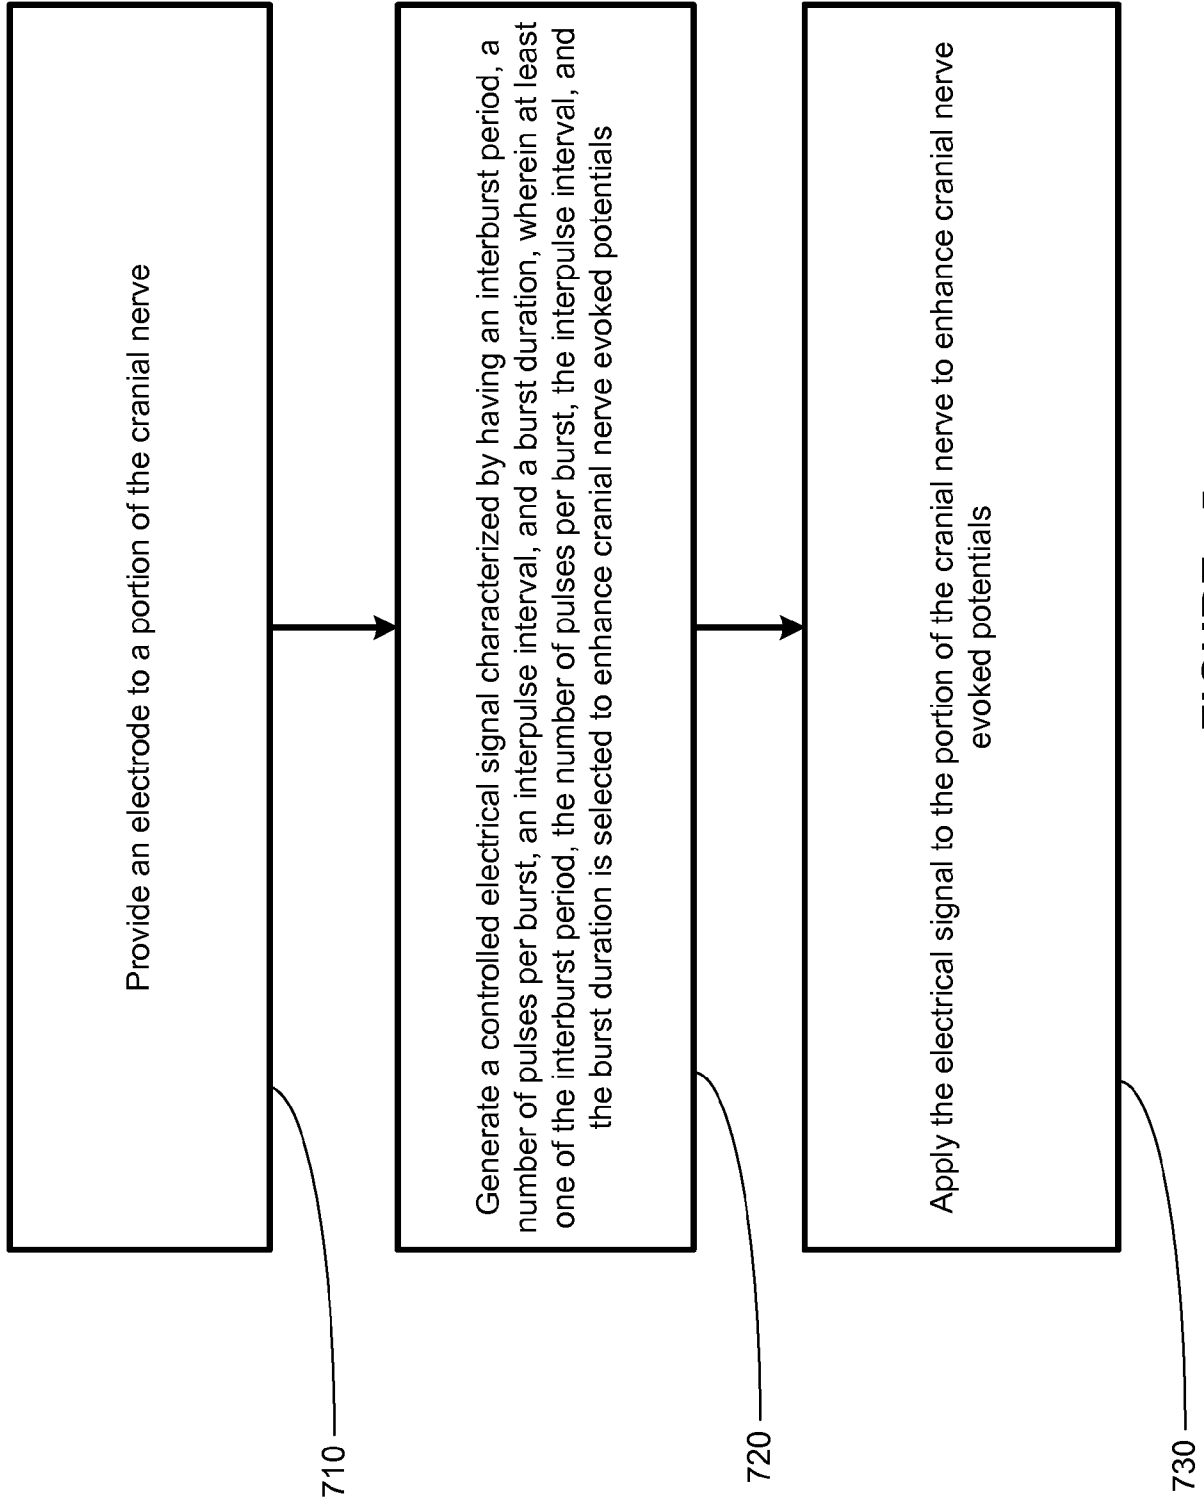 Provide an electrode to a portion of the cranial nerve
710
Generate a controlled electrical signal characterized by having an interburst period, a
number of pulses per burst, an interpulse interval, and a burst duration, wherein at least
one of the interburst period, the number of pulses per burst, the interpulse interval, and
the burst duration is selected to enhance cranial nerve evoked potentials
720
Apply the electrical signal to the portion of the cranial nerve to enhance cranial nerve
evoked potentials
730